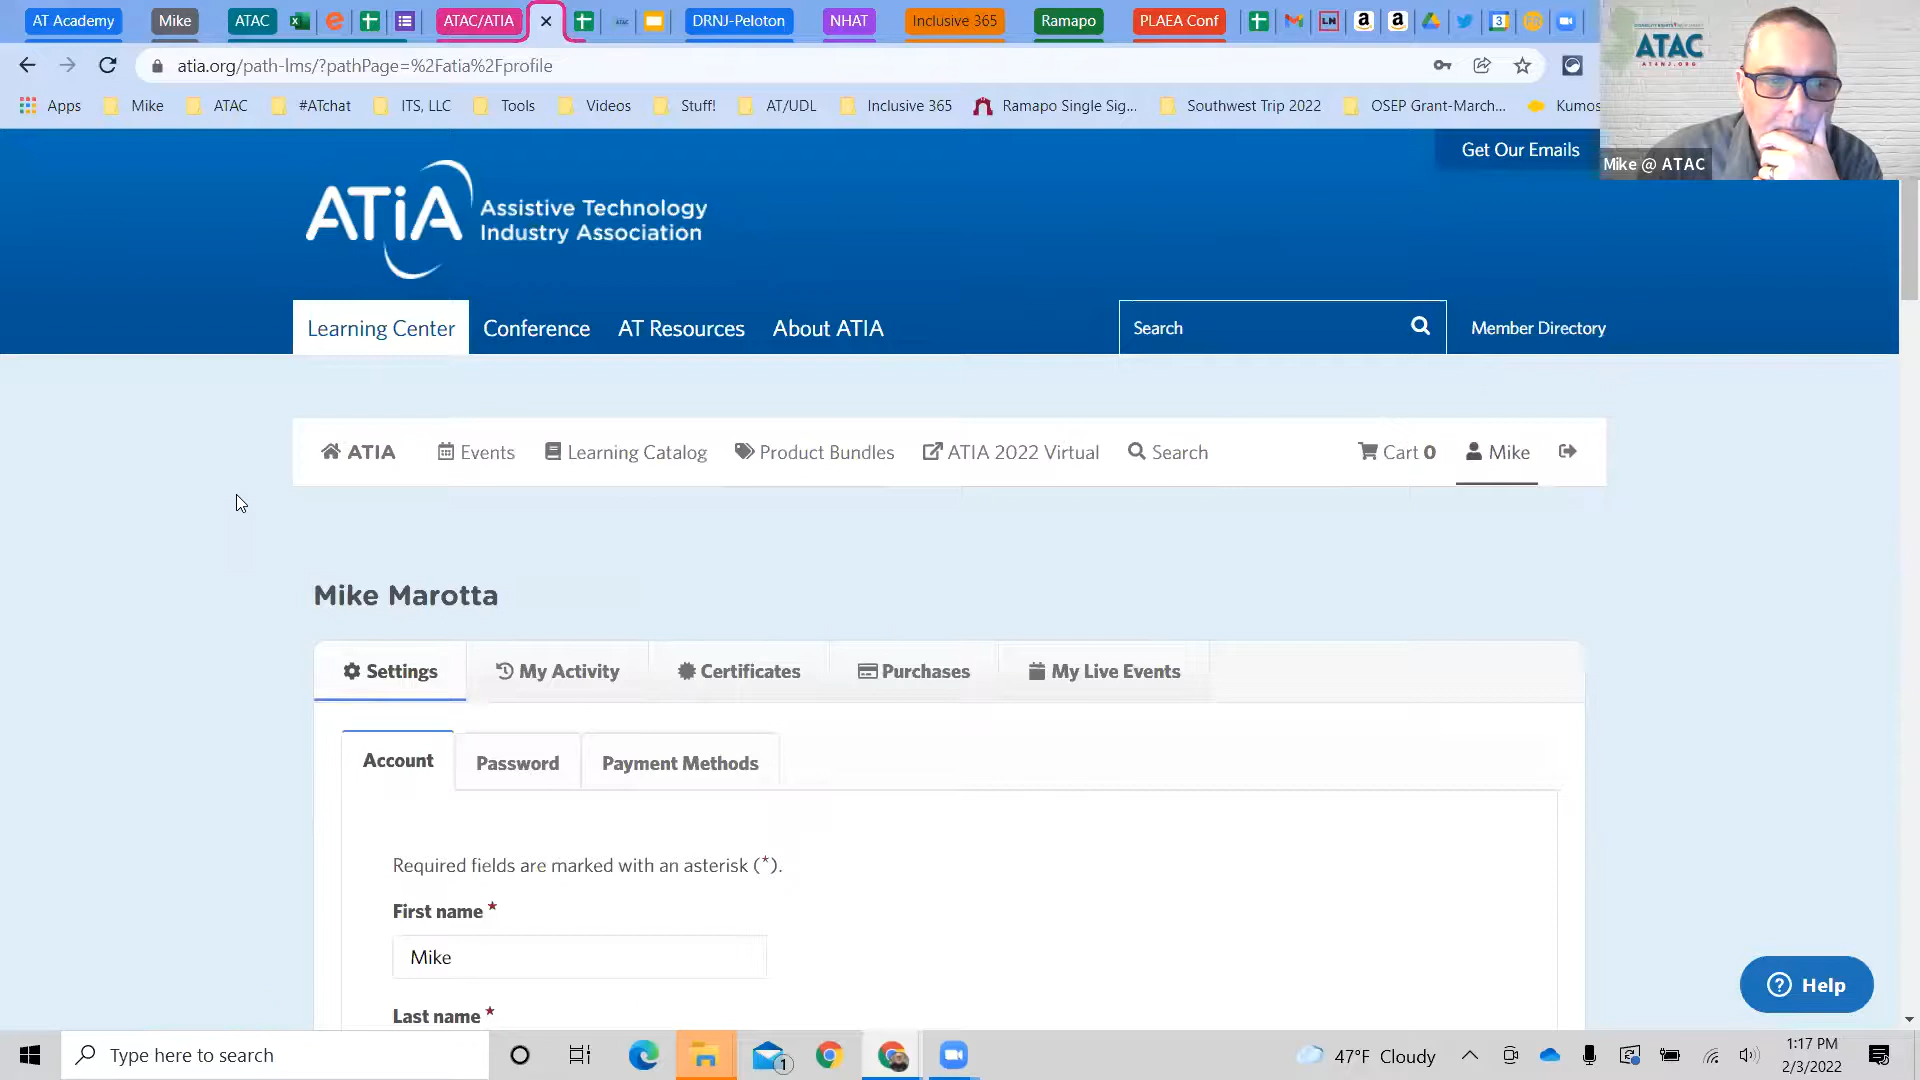 AT Academy Mike ATAC ATAC/ATIA DRNJ-Peloton NHAT Inclusive 365 Ramapo PLAEA Conf
atia.org/path-lms/?pathPage=%2Fatia%2Fprofile
Apps Mike ATAC #ATchat ITS, LLC Tools Videos Stuff! AT/UDL Inclusive 365 Ramapo Single Sig... Southwest Trip 2022 OSEP Grant-March... Kumos
ATAC
Mike @ ATAC
Get Our Emails
ATiA Assistive Technology
Industry Association
Learning Center Conference AT Resources About ATIA Search Member Directory
ATIA Events Learning Catalog Product Bundles ATIA 2022 Virtual Search Cart 0 Mike
Mike Marotta
Settings My Activity Certificates Purchases My Live Events
Account Password Payment Methods
Required fields are marked with an asterisk (*).
First name *
Mike
Last name *
Help
Type here to search 1 47°F Cloudy 1:17 PM
2/3/2022